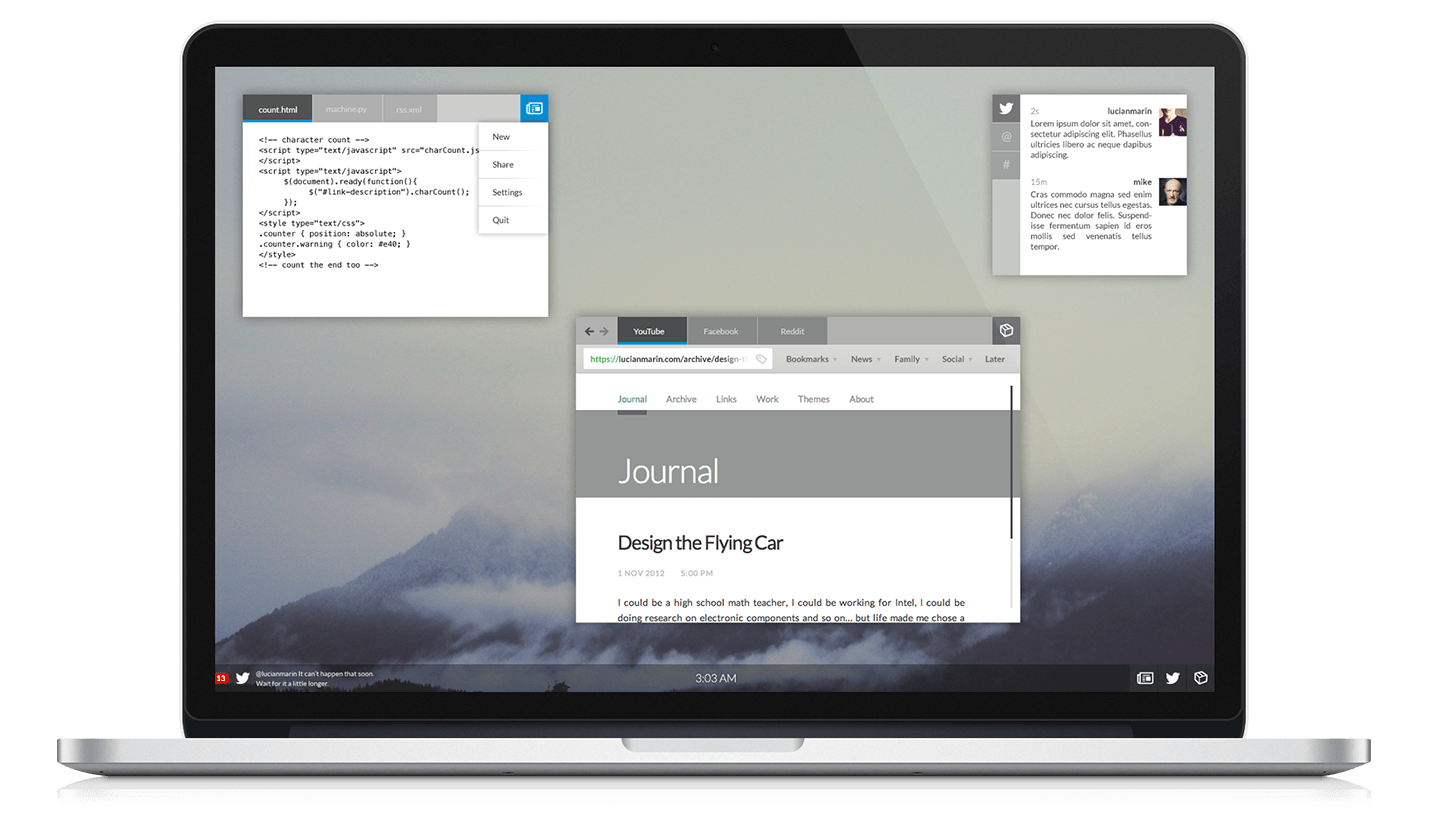 count.html
machine.py
rss.xml
<!-- character count -->
<script type="text/javascript" src="charCount.js
</script>
<script type="text/javascript">
$(document).ready(function(){
$("#link-description").charCount();
});
</script>
<style type="text/css">
.counter { position: absolute; }
.counter.warning { color: #e40; }
</style>
<!-- count the end too -->
New
Share
Settings
Quit
@
#
2s lucianmarin
Lorem ipsum dolor sit amet, con-
sectetur adipiscing elit. Phasellus
ultricies libero ac neque dapibus
adipiscing.
15m mike
Cras commodo magna sed enim
ultrices nec cursus tellus egestas.
Donec nec dolor felis. Suspend-
isse fermentum sapien id eros
mollis sed venenatis tellus
tempor.
YouTube
Facebook
Reddit
https://lucianmarin.com/archive/design-t
Bookmarks
News
Family
Social
Later
Journal
Archive
Links
Work
Themes
About
Journal
Design the Flying Car
1 NOV 2012 5:00 PM
I could be a high school math teacher, I could be working for Intel, I could be
doing research on electronic components and so on... but life made me chose a
13
@lucianmarin It can't happen that soon.
Wait for it a little longer.
3:03 AM